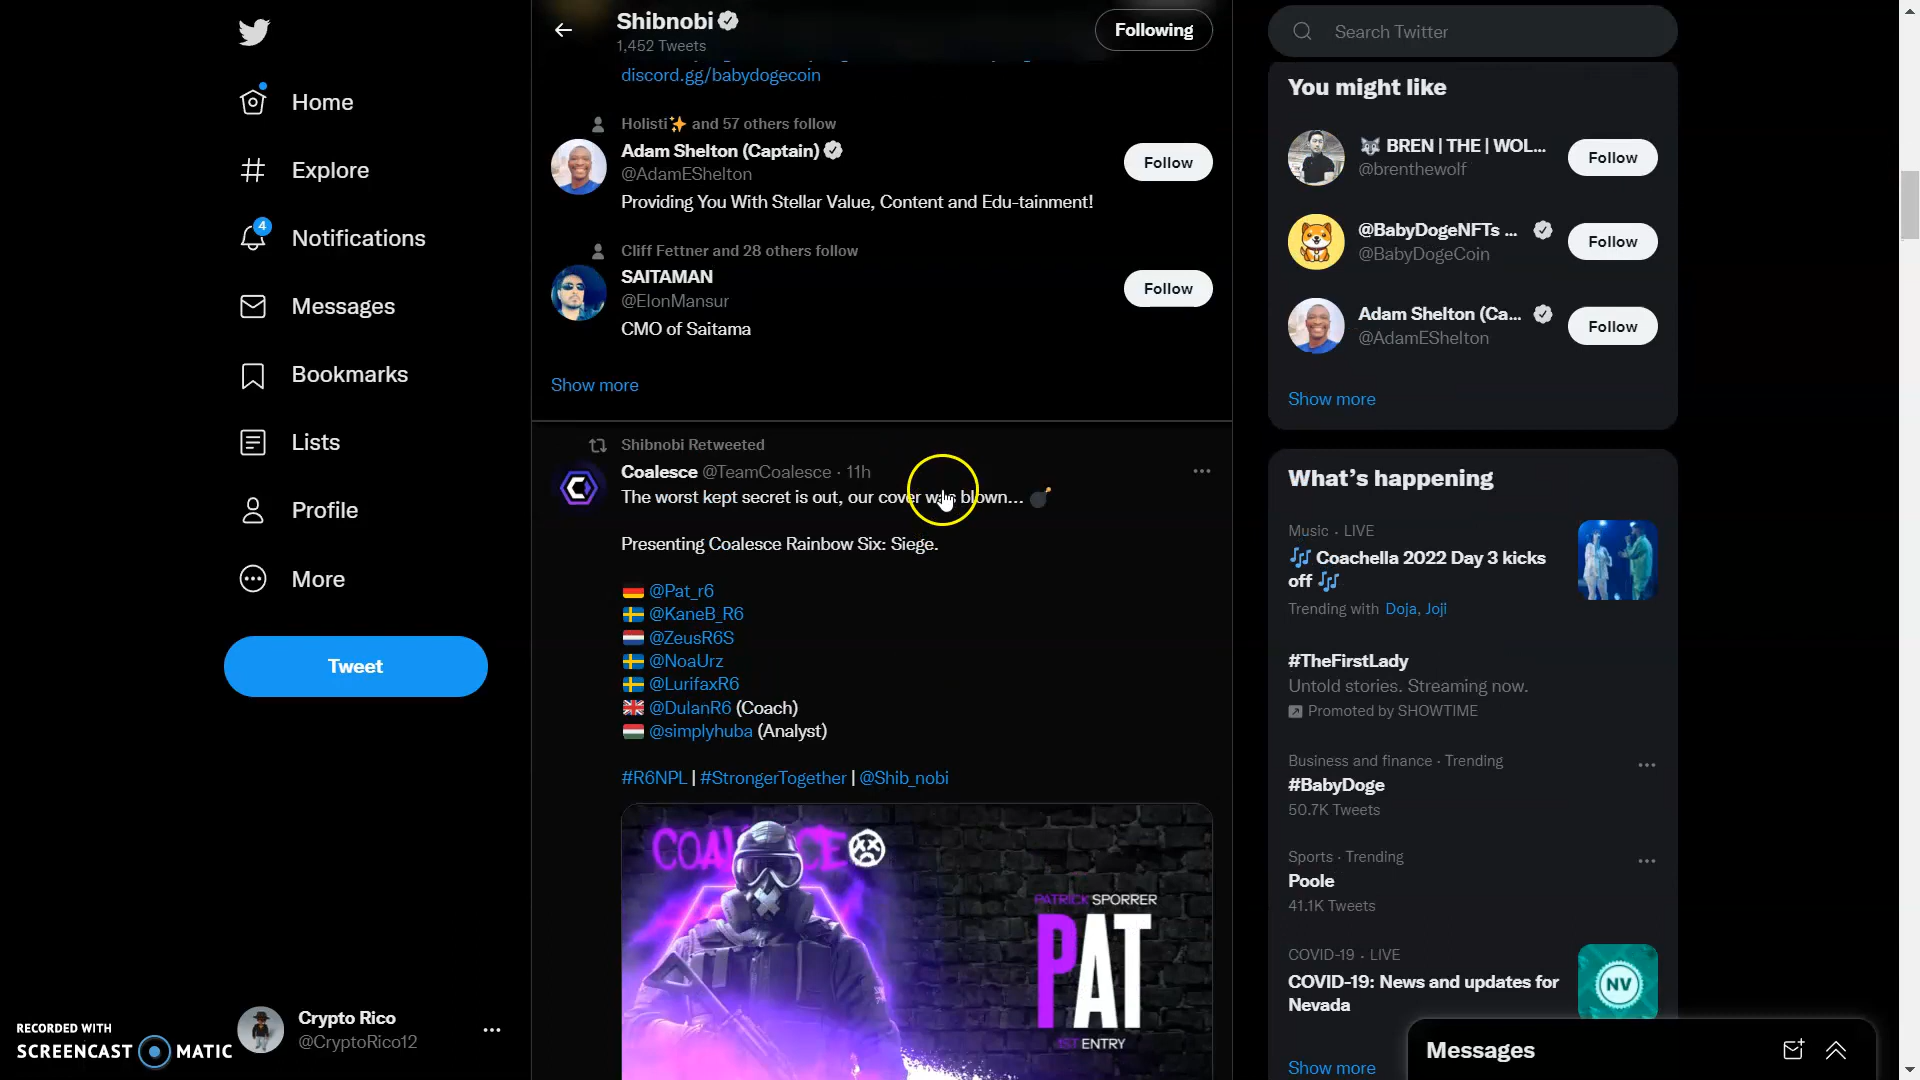 Home
Explore
4
Notifications
Messages
Bookmarks
Lists
Profile
More
Tweet
Crypto Rico
@CryptoRico12
RECORDED WITH
SCREENCAST MATIC
Shibnobi
1,452 Tweets
Following
discord.gg/babydogecoin
Holisti✨ and 57 others follow
Adam Shelton (Captain)
@AdamEShelton
Follow
Providing You With Stellar Value, Content and Edu-tainment!
Cliff Fettner and 28 others follow
SAITAMAN
@ElonMansur
Follow
CMO of Saitama
Show more
Shibnobi Retweeted
Coalesce @TeamCoalesce · 11h
The worst kept secret is out, our cover was blown... 💣
Presenting Coalesce Rainbow Six: Siege.
🇩🇪 @Pat_r6
🇸🇪 @KaneB_R6
🇳🇱 @ZeusR6S
🇸🇪 @NoaUrz
🇸🇪 @LurifaxR6
🇬🇧 @DulanR6 (Coach)
🇭🇺 @simplyhuba (Analyst)
#R6NPL | #StrongerTogether | @Shib_nobi
PATRICK SPORRER
PAT
1ST ENTRY
Search Twitter
You might like
🐺 BREN | THE | WOL...
@brenthewolf
Follow
@BabyDogeNFTs ...
@BabyDogeCoin
Follow
Adam Shelton (Ca...
@AdamEShelton
Follow
Show more
What's happening
Music · LIVE
🎶 Coachella 2022 Day 3 kicks
off 🎶
Trending with Doja, Joji
#TheFirstLady
Untold stories. Streaming now.
Promoted by SHOWTIME
Business and finance · Trending
#BabyDoge
50.7K Tweets
Sports · Trending
Poole
41.1K Tweets
COVID-19 · LIVE
COVID-19: News and updates for
Nevada
NV
Show more
Messages